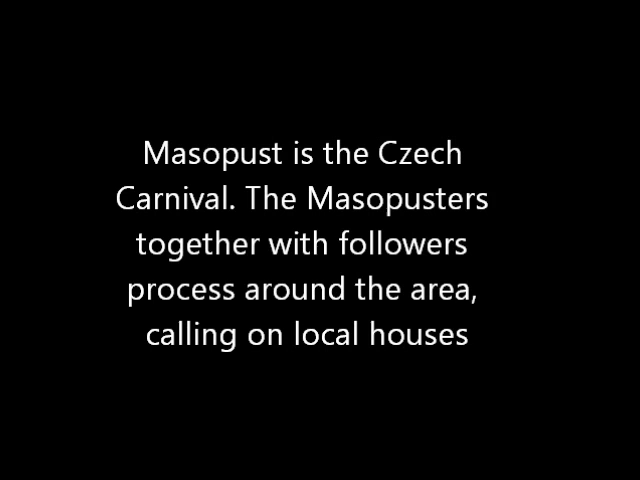 Masopust is the Czech
Carnival. The Masopusters
together with followers
process around the area,
calling on local houses